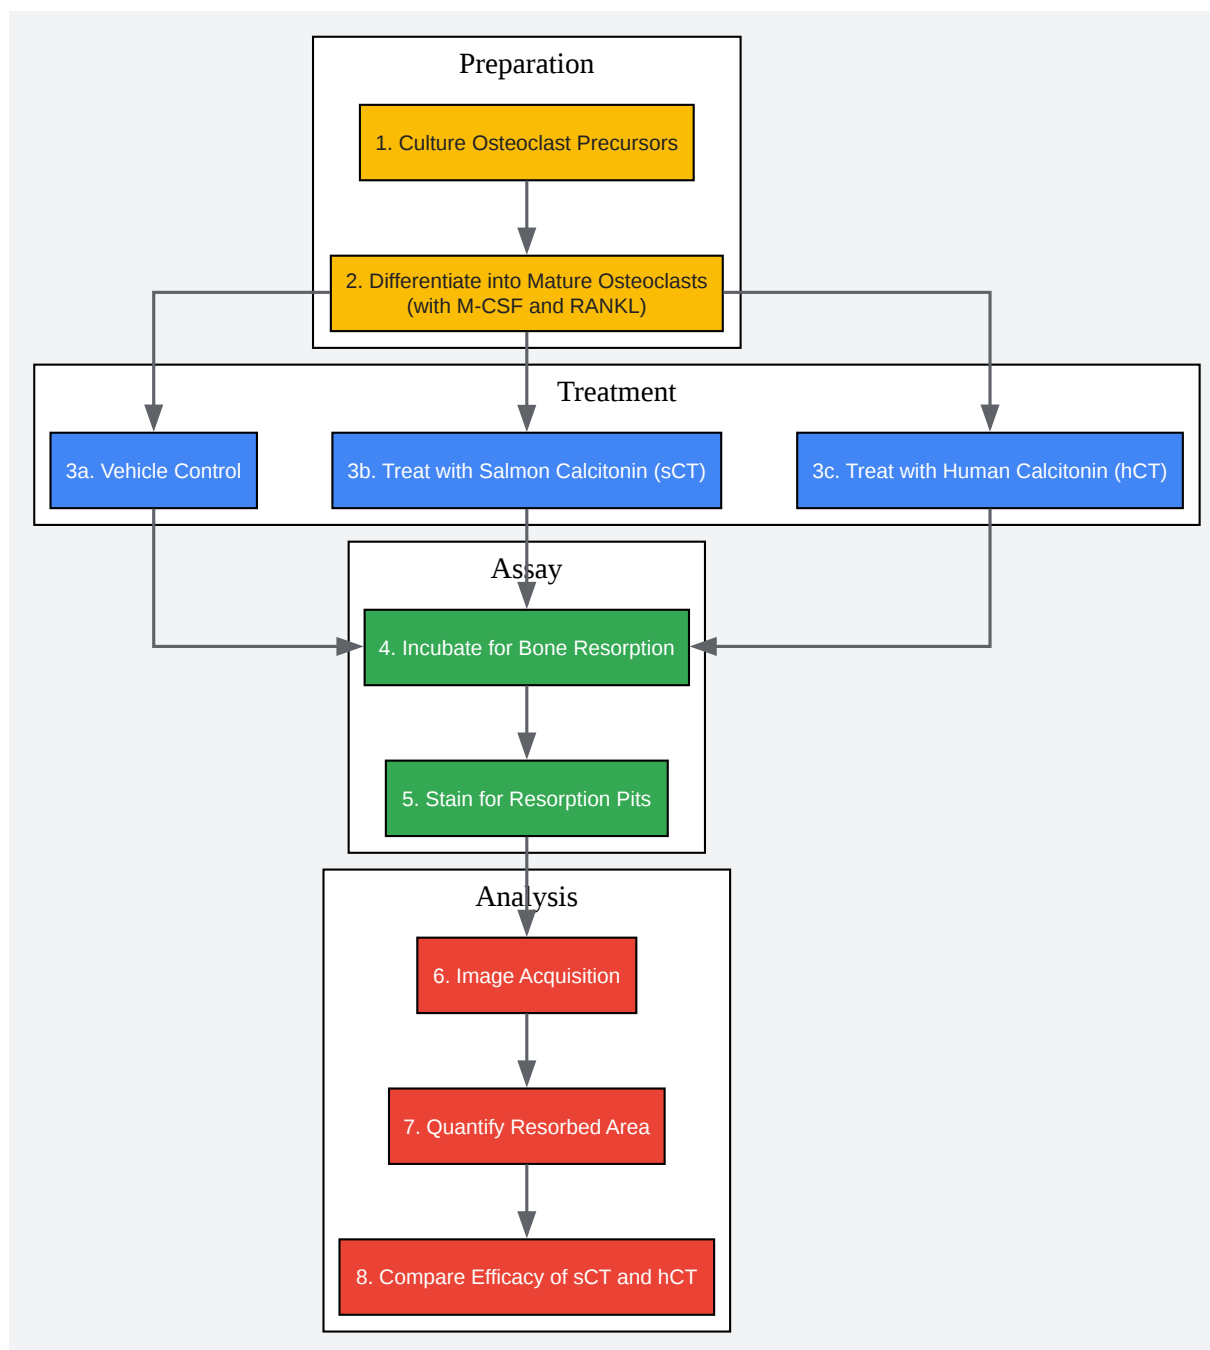 Preparation
1. Culture Osteoclast Precursors
2. Differentiate into Mature Osteoclasts
(with M-CSF and RANKL)
Treatment
3a. Vehicle Control
3b. Treat with Salmon Calcitonin (sCT)
3c. Treat with Human Calcitonin (hCT)
Assay
4. Incubate for Bone Resorption
5. Stain for Resorption Pits
Analysis
6. Image Acquisition
7. Quantify Resorbed Area
8. Compare Efficacy of sCT and hCT